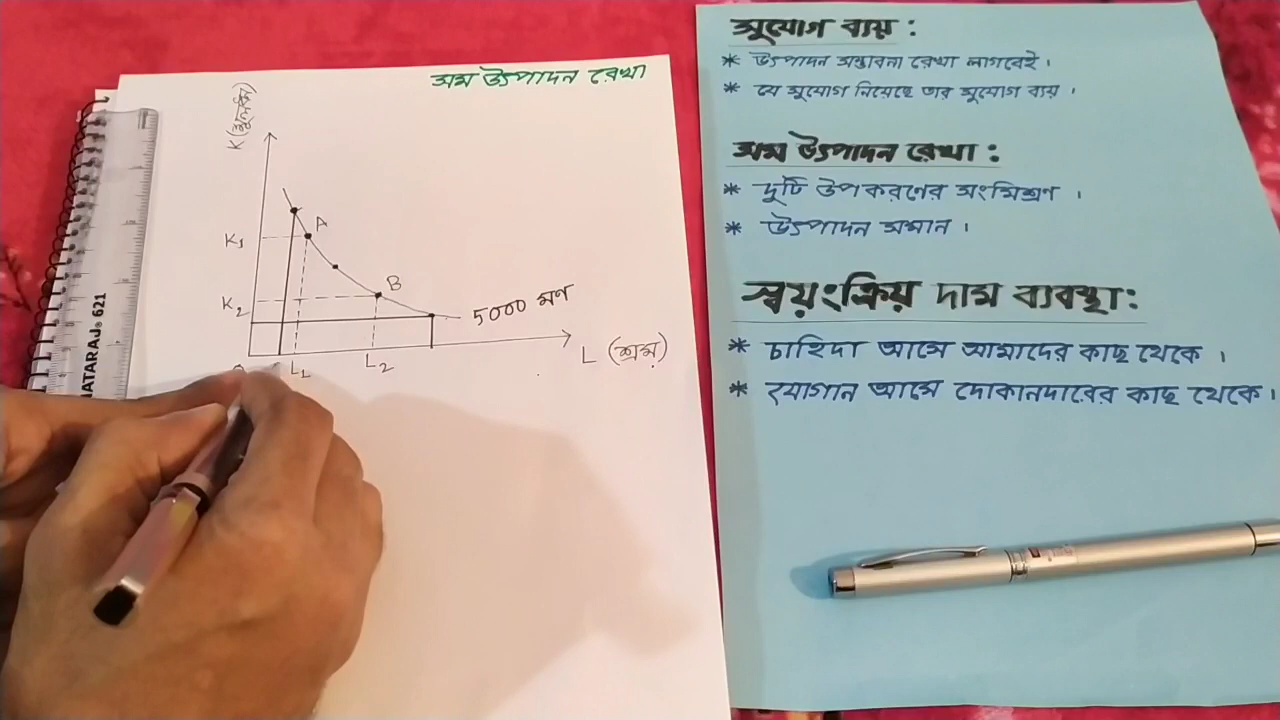 সম উৎপাদন রেখা
K (মূলধন)
A
K₁
B
K₂
5000 মণ
L₁
L₂
L (শ্রম)
NATARAJ® 621
সুযোগ ব্যয় :
* উৎপাদন সম্ভাবনা রেখা লাগবেই ।
* যে সুযোগ নিয়েছে তার সুযোগ ব্যয় ।
সম উৎপাদন রেখা :
* দুটি উপকরণের সংমিশ্রণ ।
* উৎপাদন সমান ।
স্বয়ংক্রিয় দাম ব্যবস্থা:
* চাহিদা আসে আমাদের কাছ থেকে ।
* যোগান আসে দোকানদারের কাছ থেকে ।